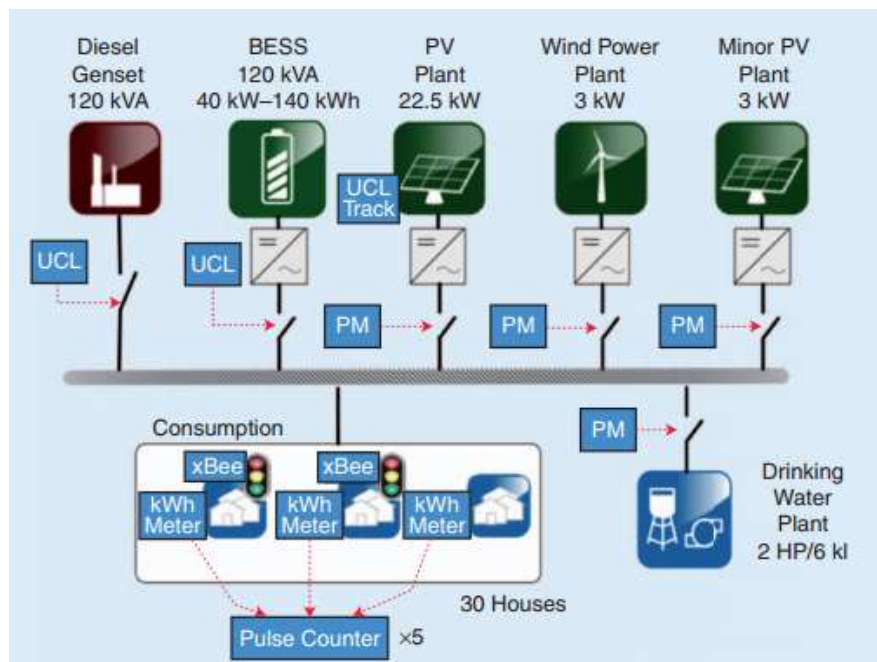 Diesel
Genset
120 kVA
BESS
120 kVA
40 kW–140 kWh
PV
Plant
22.5 kW
Wind Power
Plant
3 kW
Minor PV
Plant
3 kW
UCL
Track
UCL
UCL
PM
PM
PM
Consumption
PM
xBee
xBee
kWh
Meter
kWh
Meter
kWh
Meter
Drinking
Water
Plant
2 HP/6 kl
30 Houses
Pulse Counter ×5